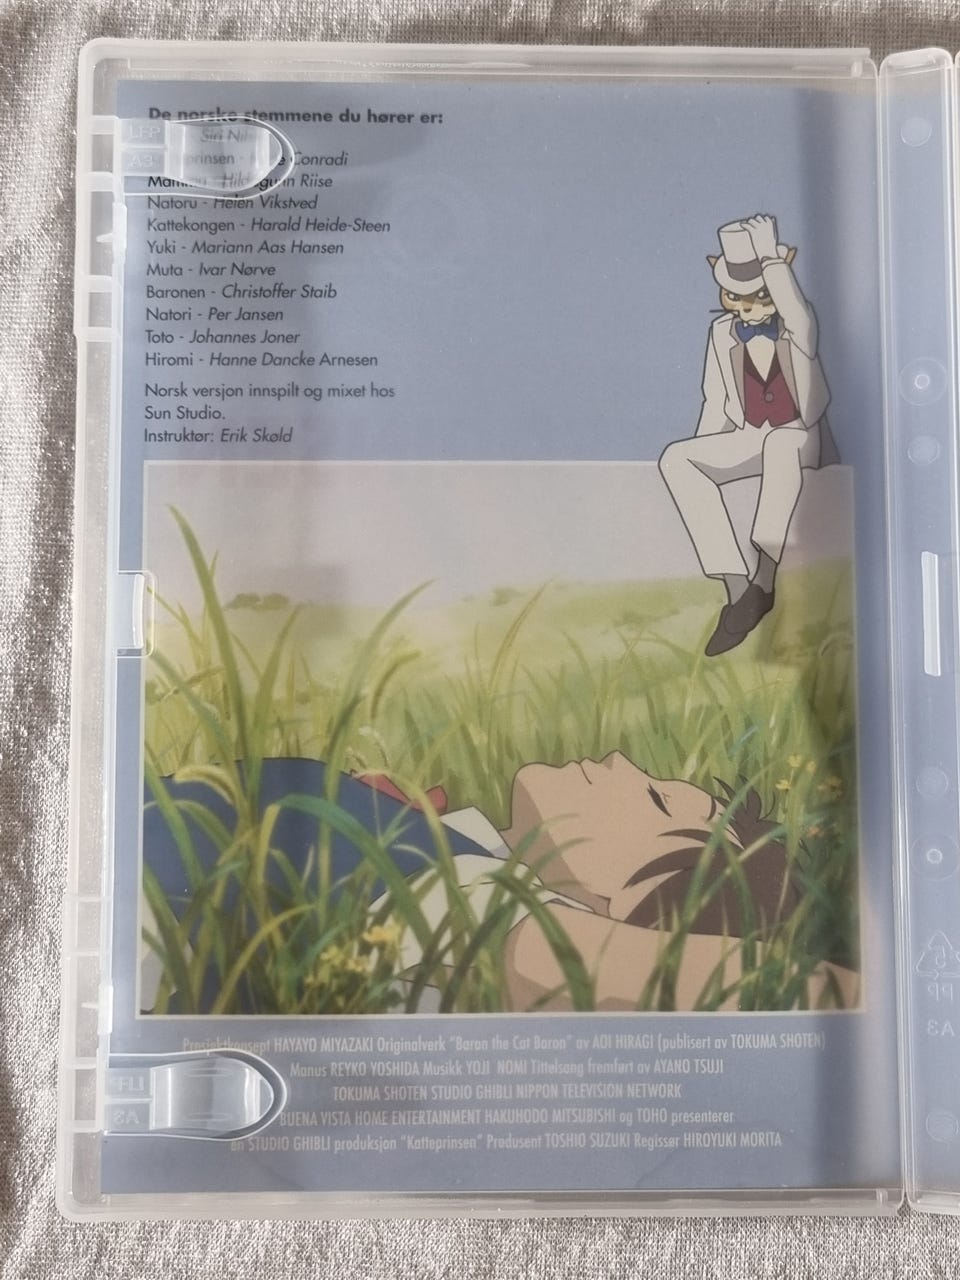 De norske stemmene du hører er:
Siri
- Conradi
Mamma - Hildegunn Riise
Natoru - Helen Vikstved
Kattekongen - Harald Heide-Steen
Yuki - Mariann Aas Hansen
Muta - Ivar Nørve
Baronen - Christoffer Staib
Natori - Per Jansen
Toto - Johannes Joner
Hiromi - Hanne Dancke Arnesen
Norsk versjon innspilt og mixet hos
Sun Studio.
Instruktør: Erik Skøld
Prosjektkonsept HAYAYO MIYAZAKI Originalverk "Baron the Cat Baron" av AOI HIRAGI (publisert av TOKUMA SHOTEN)
Manus REYKO YOSHIDA Musikk YOJI NOMI Tittelsang fremført av AYANO TSUJI
TOKUMA SHOTEN STUDIO GHIBLI NIPPON TELEVISION NETWORK
BUENA VISTA HOME ENTERTAINMENT HAKUHODO MITSUBISHI og TOHO presenterer
en STUDIO GHIBLI produksjon "Katteprinsen" Produsent TOSHIO SUZUKI Regissør HIROYUKI MORITA
PP
A3
A3